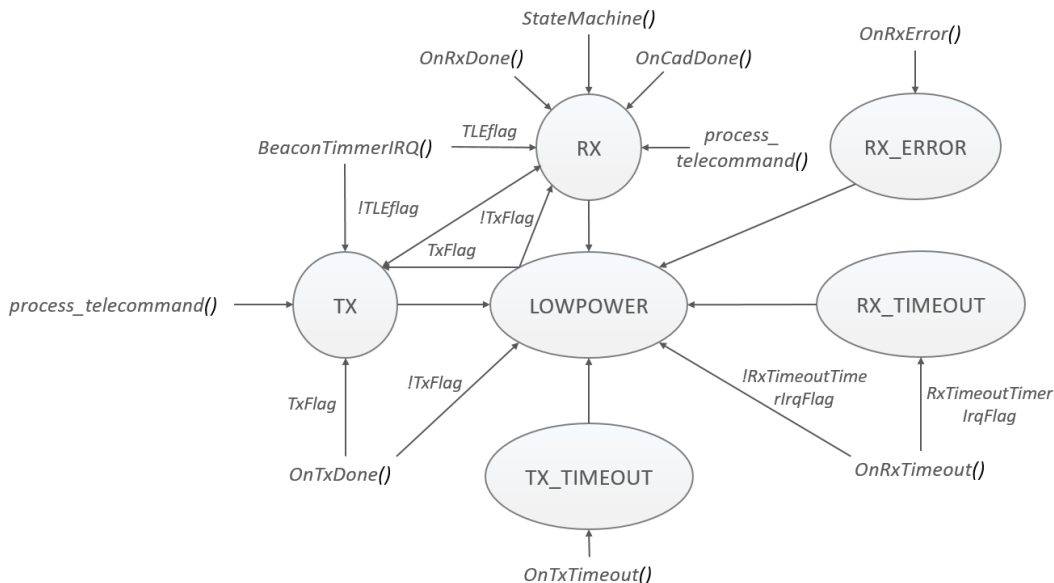 StateMachine()
OnRxError()
OnRxDone()
OnCadDone()
TLEflag
BeaconTimmerIRQ()
RX
process_
telecommand()
RX_ERROR
!TLEflag
!TxFlag
TxFlag
process_telecommand()
TX
LOWPOWER
RX_TIMEOUT
!TxFlag
TxFlag
!RxTimeoutTime
rIrqFlag
RxTimeoutTimer
IrqFlag
OnTxDone()
TX_TIMEOUT
OnRxTimeout()
OnTxTimeout()